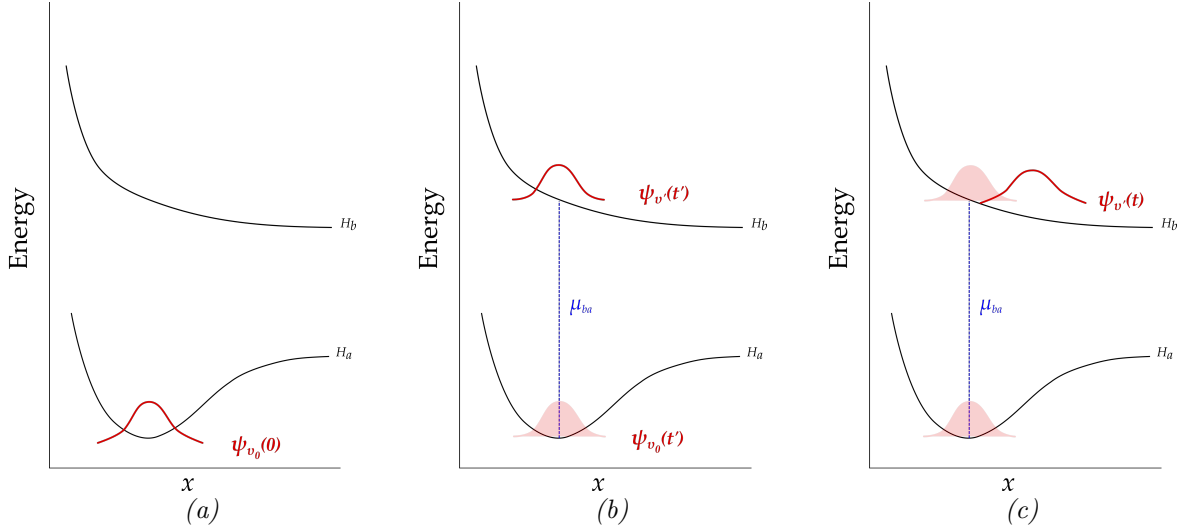 Energy
H_b
H_a
ψ_{v_0}(0)
x
(a)
Energy
ψ_{v'}(t')
H_b
μ_{ba}
H_a
ψ_{v_0}(t')
x
(b)
Energy
ψ_{v'}(t)
H_b
μ_{ba}
H_a
x
(c)